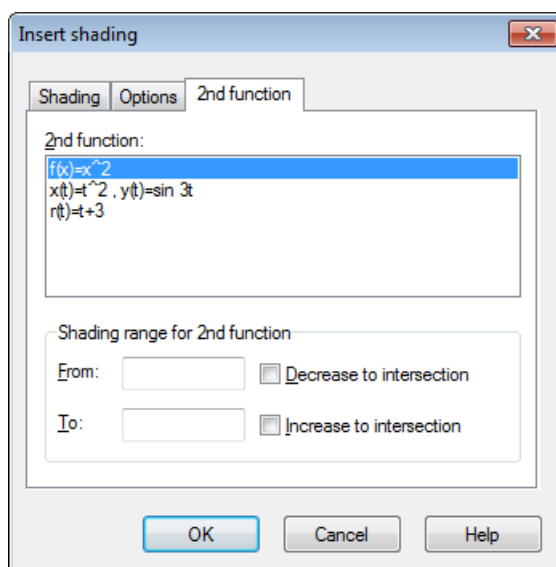 Insert shading
Shading Options 2nd function
2nd function:
f(x)=x^2
x(t)=t^2 , y(t)=sin 3t
r(t)=t+3
Shading range for 2nd function
From: Decrease to intersection
To: Increase to intersection
OK Cancel Help